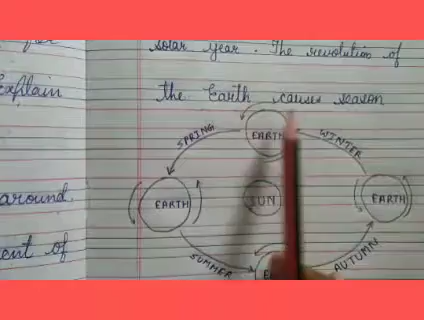 solar year. The revolution of
Explain
the Earth causes season
SPRING
EARTH
WINTER
EARTH
SUN
EARTH
around
ent of
SUMMER
AUTUMN